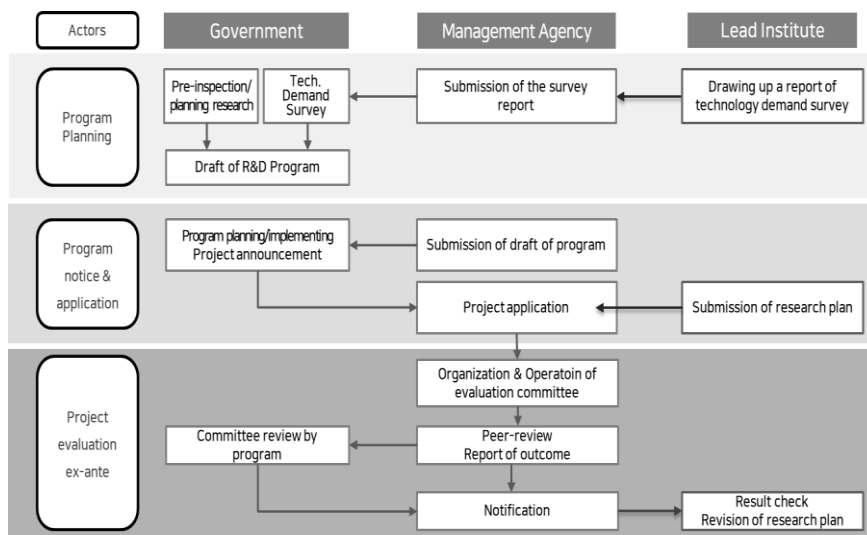 Actors
Government
Management Agency
Lead Institute
Program
Planning
Pre-inspection/
planning research
Tech.
Demand
Survey
Submission of the survey
report
Drawing up a report of
technology demand survey
Draft of R&D Program
Program
notice &
application
Program planning/implementing
Project announcement
Submission of draft of program
Project application
Submission of research plan
Project
evaluation
ex-ante
Organization & Operatoin of
evaluation committee
Committee review by
program
Peer-review
Report of outcome
Notification
Result check
Revision of research plan